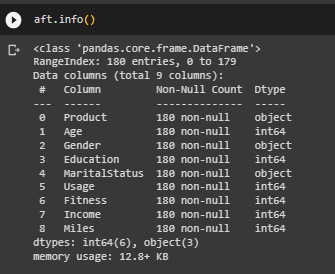 aft.info()
<class 'pandas.core.frame.DataFrame'>
RangeIndex: 180 entries, 0 to 179
Data columns (total 9 columns):
 #   Column         Non-Null Count  Dtype
---  ------         --------------  -----
 0   Product        180 non-null    object
 1   Age            180 non-null    int64
 2   Gender         180 non-null    object
 3   Education      180 non-null    int64
 4   MaritalStatus  180 non-null    object
 5   Usage          180 non-null    int64
 6   Fitness        180 non-null    int64
 7   Income         180 non-null    int64
 8   Miles          180 non-null    int64
dtypes: int64(6), object(3)
memory usage: 12.8+ KB